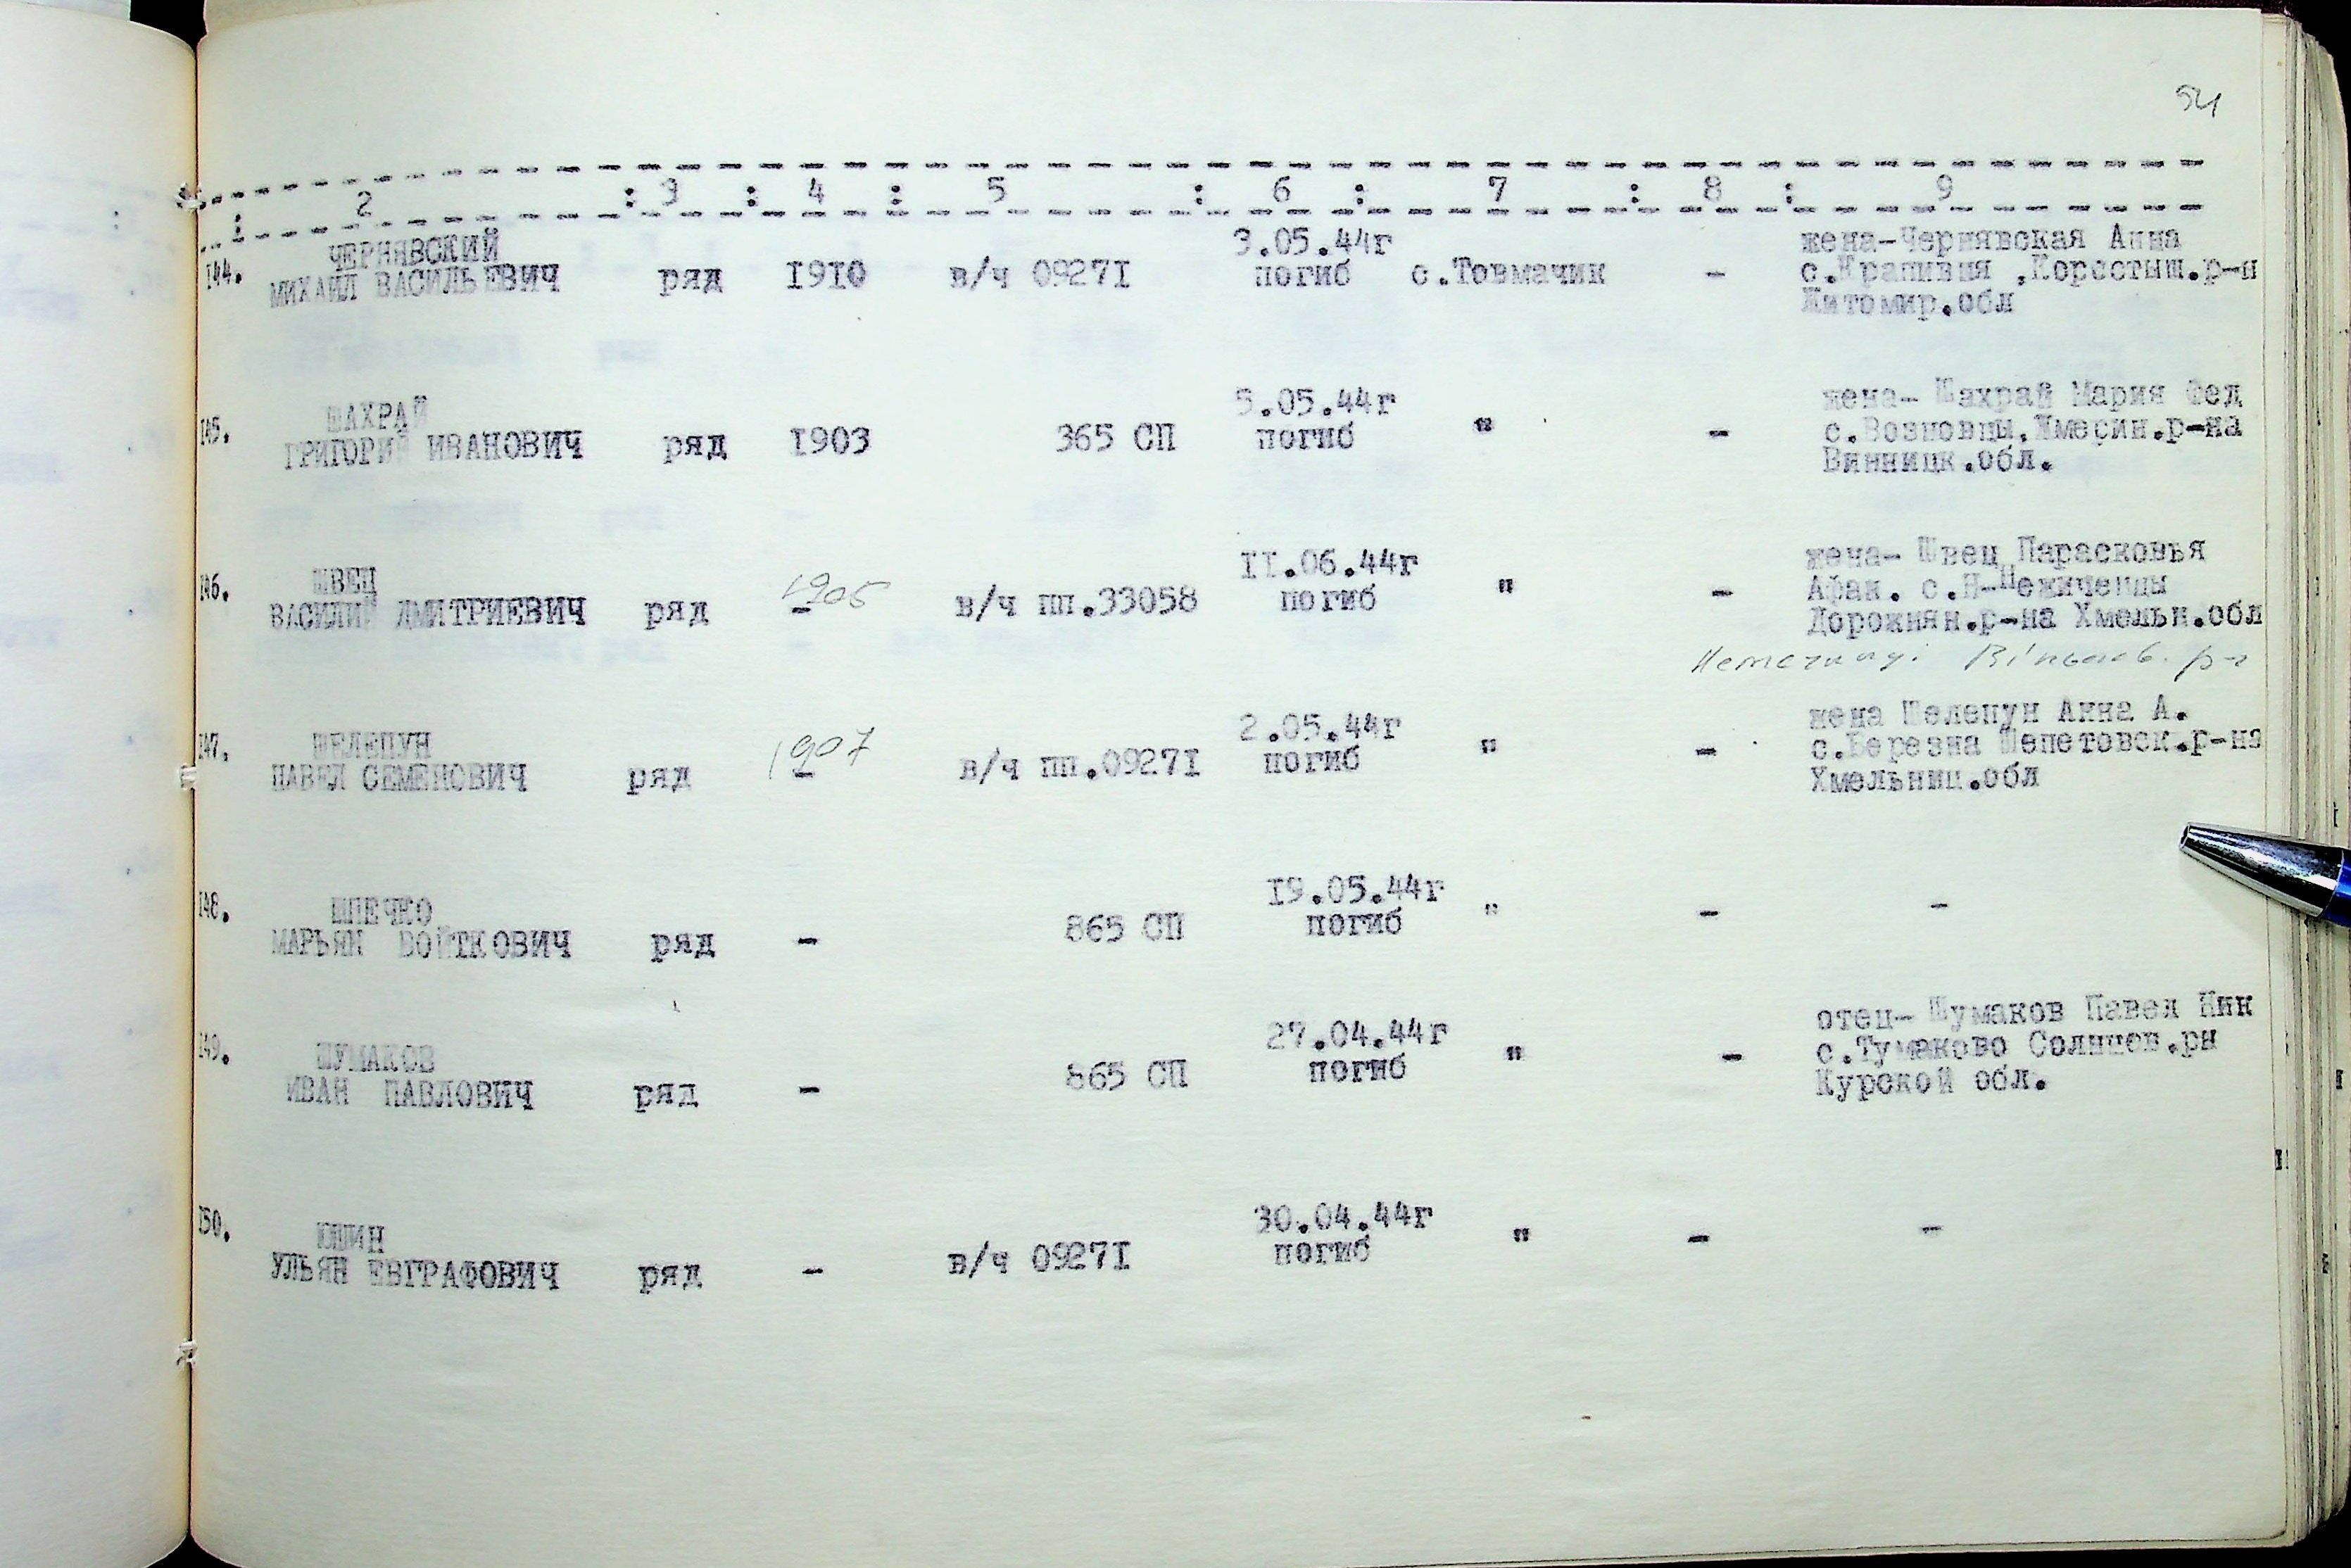 54
1 : 2 : 3 : 4 : 5 : 6 : 7 : 8 : 9
144. ЧЕРНЯВСКИЙ МИХАИЛ ВАСИЛЬЕВИЧ ряд 1910 в/ч 09271 3.05.44г погиб с.Товмачик - жена-Чернявская Анна
с.Крапивня ,Коростыш.р-н
Житомир.обл
145. ШАХРАЙ ГРИГОРИЙ ИВАНОВИЧ ряд 1903 365 СП 5.05.44г погиб " - жена- Шахрай Мария Фед
с.Возновцы,Жмерин.р-на
Винницк.обл.
146. ШВЕЦ ВАСИЛИЙ ДМИТРИЕВИЧ ряд - 1905 в/ч пп.33058 11.06.44г погиб " - жена- Швец Парасковья
Афан. с.Н-Нежиченцы
Дорожнян.р-на Хмельн.обл
147. ШЕЛЕПУН ПАВЕЛ СЕМЕНОВИЧ ряд - 1907 в/ч пп.09271 2.05.44г погиб " - жена Шелепун Анна А.
с.Березна Шепетовск.р-на
Хмельниц.обл
148. ШПЕЧКО МАРЬЯН ВОЙТКОВИЧ ряд - 865 СП 19.05.44г погиб " - -
149. ШУМАКОВ ИВАН ПАВЛОВИЧ ряд - 865 СП 27.04.44г погиб " - отец- Шумаков Павел Ник
с.Тумаково Солнцев.рн
Курской обл.
150. ЮШИН УЛЬЯН ЕВГРАФОВИЧ ряд - в/ч 09271 30.04.44г погиб " - -